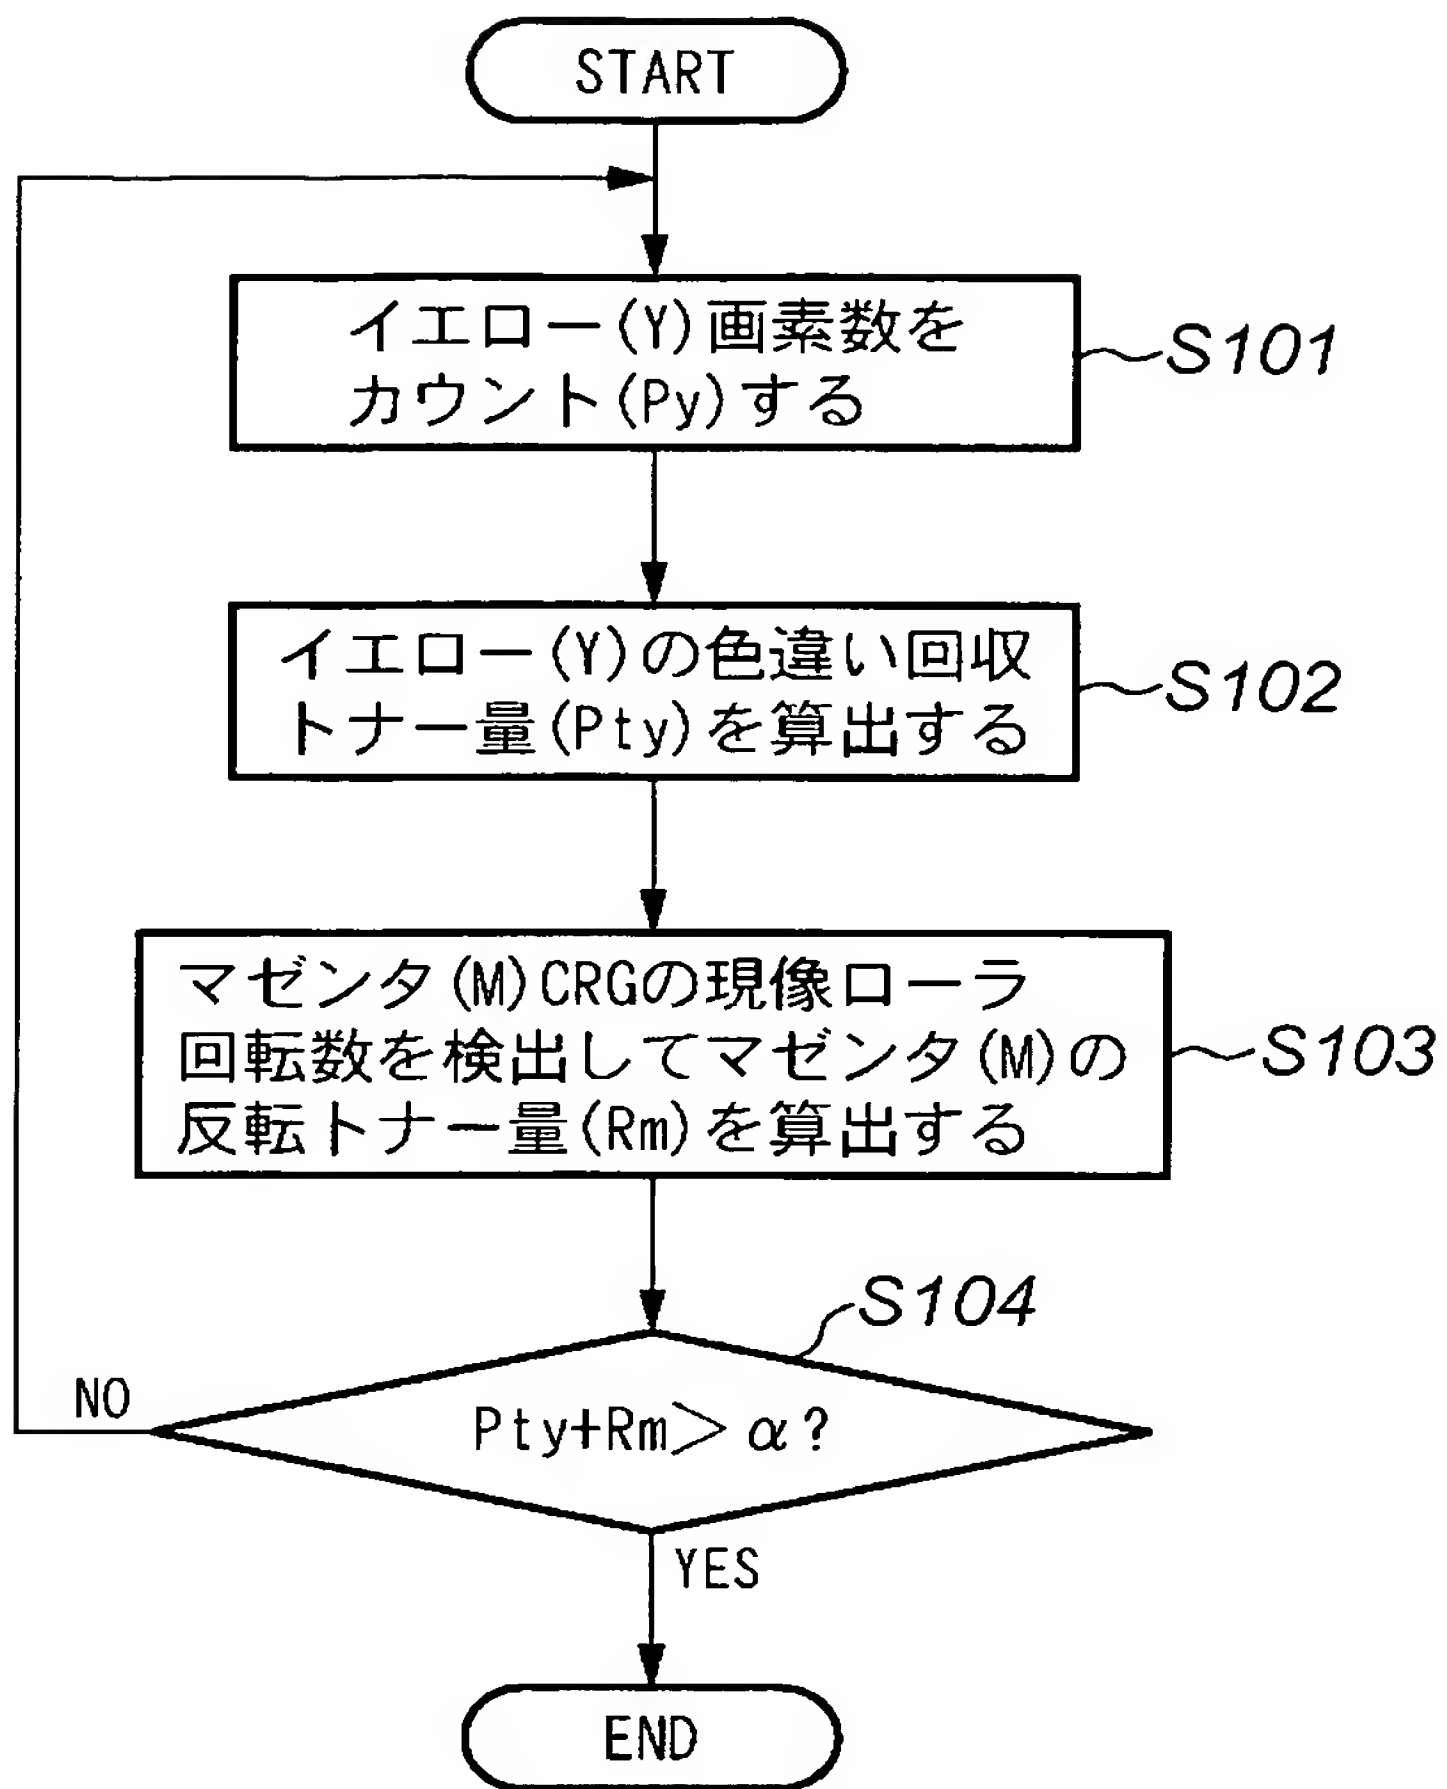 START
イエロー(Y)画素数を
カウント(Py)する
S101
イエロー(Y)の色違い回収
トナー量(Pty)を算出する
S102
マゼンタ(M)CRGの現像ローラ
回転数を検出してマゼンタ(M)の
反転トナー量(Rm)を算出する
S103
S104
Pty+Rm>α?
NO
YES
END